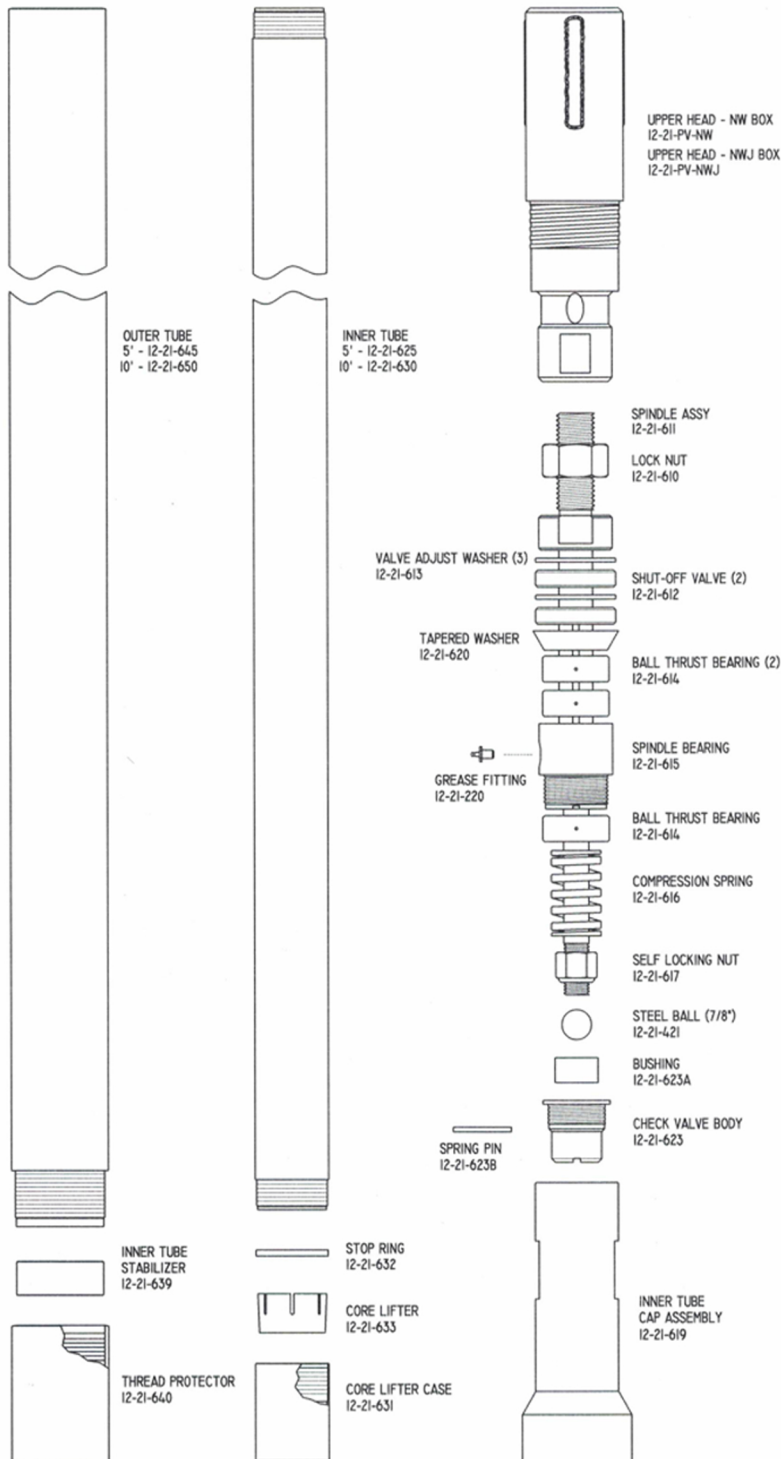 UPPER HEAD - NW BOX
12-21-PV-NW
UPPER HEAD - NWJ BOX
12-21-PV-NWJ
OUTER TUBE
5' - 12-21-645
10' - 12-21-650
INNER TUBE
5' - 12-21-625
10' - 12-21-630
SPINDLE ASSY
12-21-611
LOCK NUT
12-21-610
VALVE ADJUST WASHER (3)
12-21-613
SHUT-OFF VALVE (2)
12-21-612
TAPERED WASHER
12-21-620
BALL THRUST BEARING (2)
12-21-614
SPINDLE BEARING
12-21-615
GREASE FITTING
12-21-220
BALL THRUST BEARING
12-21-614
COMPRESSION SPRING
12-21-616
SELF LOCKING NUT
12-21-617
STEEL BALL (7/8")
12-21-421
BUSHING
12-21-623A
CHECK VALVE BODY
12-21-623
SPRING PIN
12-21-623B
INNER TUBE
STABILIZER
12-21-639
STOP RING
12-21-632
CORE LIFTER
12-21-633
INNER TUBE
CAP ASSEMBLY
12-21-619
THREAD PROTECTOR
12-21-640
CORE LIFTER CASE
12-21-631